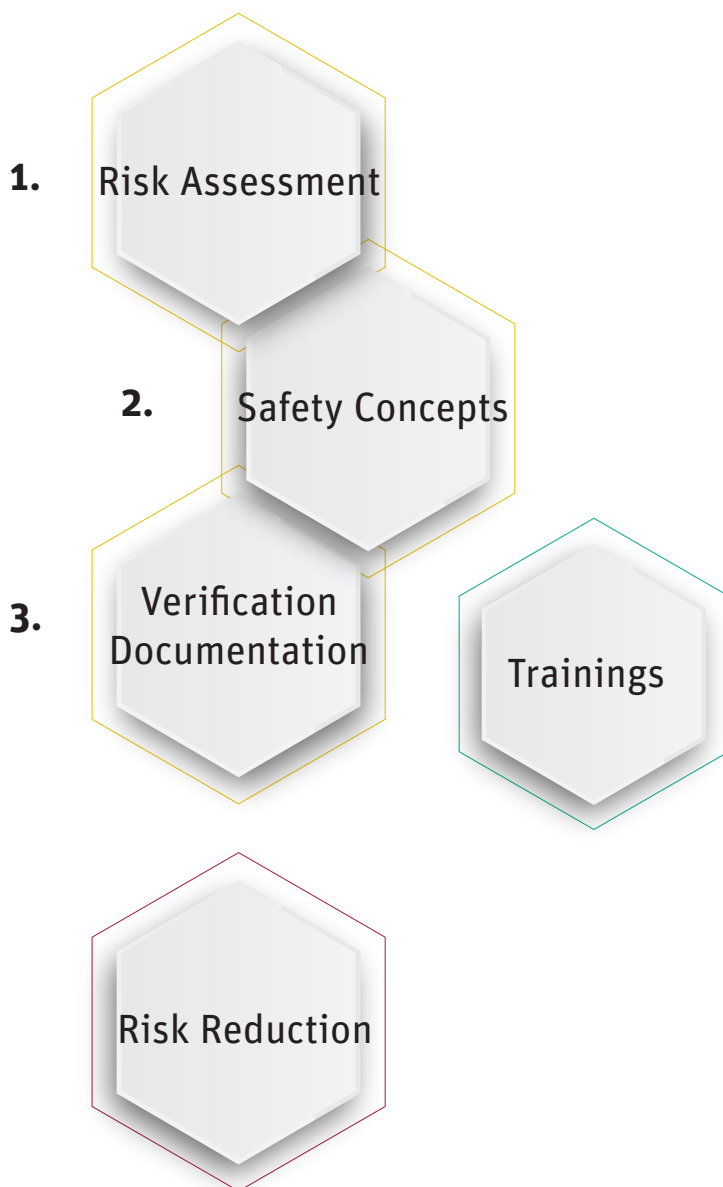 1.
Risk Assessment
2.
Safety Concepts
3.
Verification
Documentation
Trainings
Risk Reduction